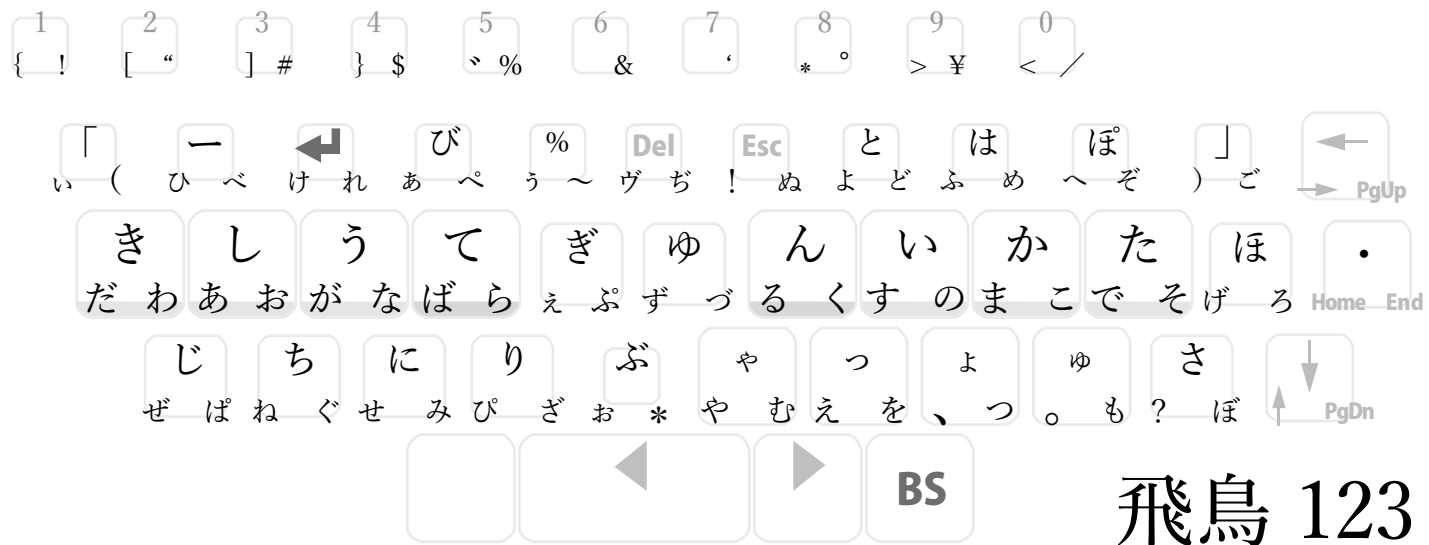 1 2 3 4 5 6 7 8 9 0
{ ! [ “ ] # } $ 〝 % & ‘ * ° > ¥ < ／
「 ー び % Del Esc と は ぽ 」
ぃ ( ひ べ け れ ぁ ぺ ぅ 〜 ヴ ぢ ! ぬ よ ど ふ め へ ぞ ) ご PgUp
き し う て ぎ ゆ ん い か た ほ ・
だ わ あ お が な ば ら ぇ ぷ ず づ る く す の ま こ で そ げ ろ Home End
じ ち に り ぶ ゃ っ ょ ゅ さ
ぜ ぱ ね ぐ せ み ぴ ざ ぉ * や む え を 、 つ 。 も ? ぼ PgDn
BS
飛鳥 123